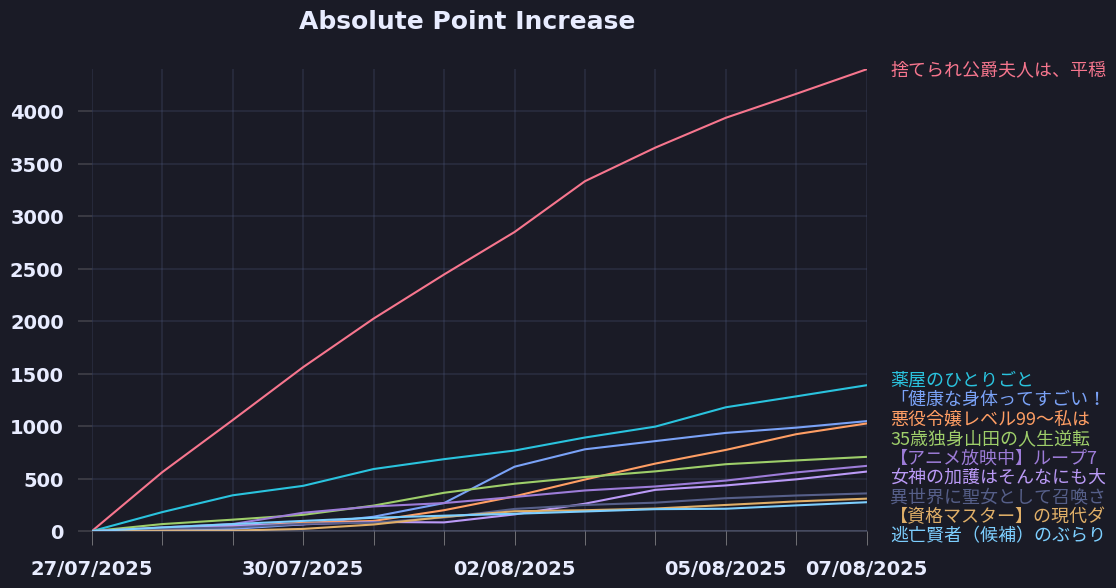 Absolute Point Increase
捨てられ公爵夫人は、平穏
4000
3500
3000
2500
2000
1500
薬屋のひとりごと
「健康な身体ってすごい！
1000
悪役令嬢レベル99～私は
35歳独身山田の人生逆転
【アニメ放映中】ループ7
500
女神の加護はそんなにも大
異世界に聖女として召喚さ
【資格マスター】の現代ダ
0
逃亡賢者（候補）のぶらり
27/07/2025
30/07/2025
02/08/2025
05/08/2025
07/08/2025